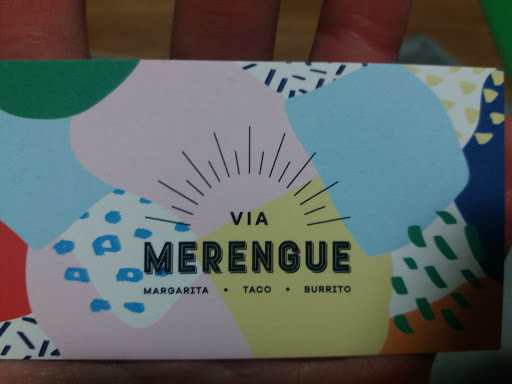 VIA
MERENGUE
MARGARITA • TACO • BURRITO